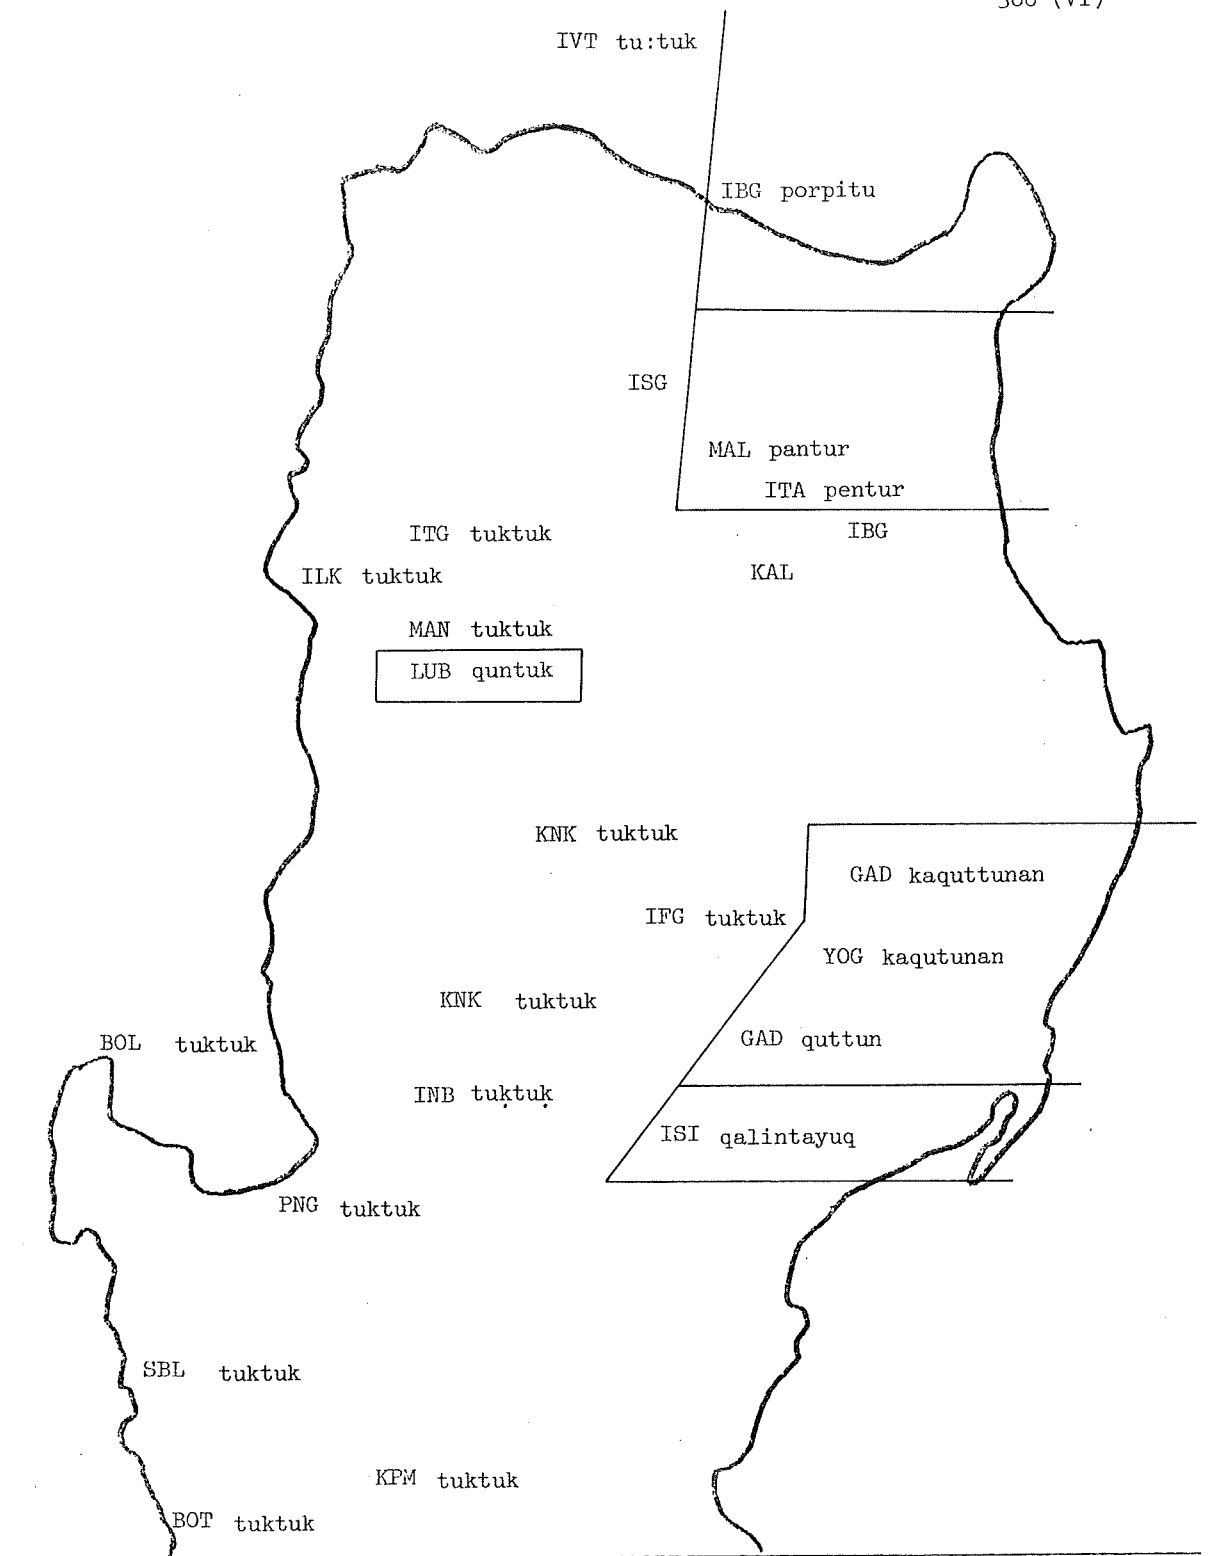 IVT tu:tuk
IBG porpitu
ISG
MAL pantur
ITA pentur
ITG tuktuk
IBG
ILK tuktuk
KAL
MAN tuktuk
LUB quntuk
KNK tuktuk
GAD kaquttunan
IFG tuktuk
YOG kaqutunan
KNK tuktuk
BOL tuktuk
GAD quttun
INB tuḳtuḳ
ISI qalintayuq
PNG tuktuk
SBL tuktuk
KPM tuktuk
BOT tuktuk